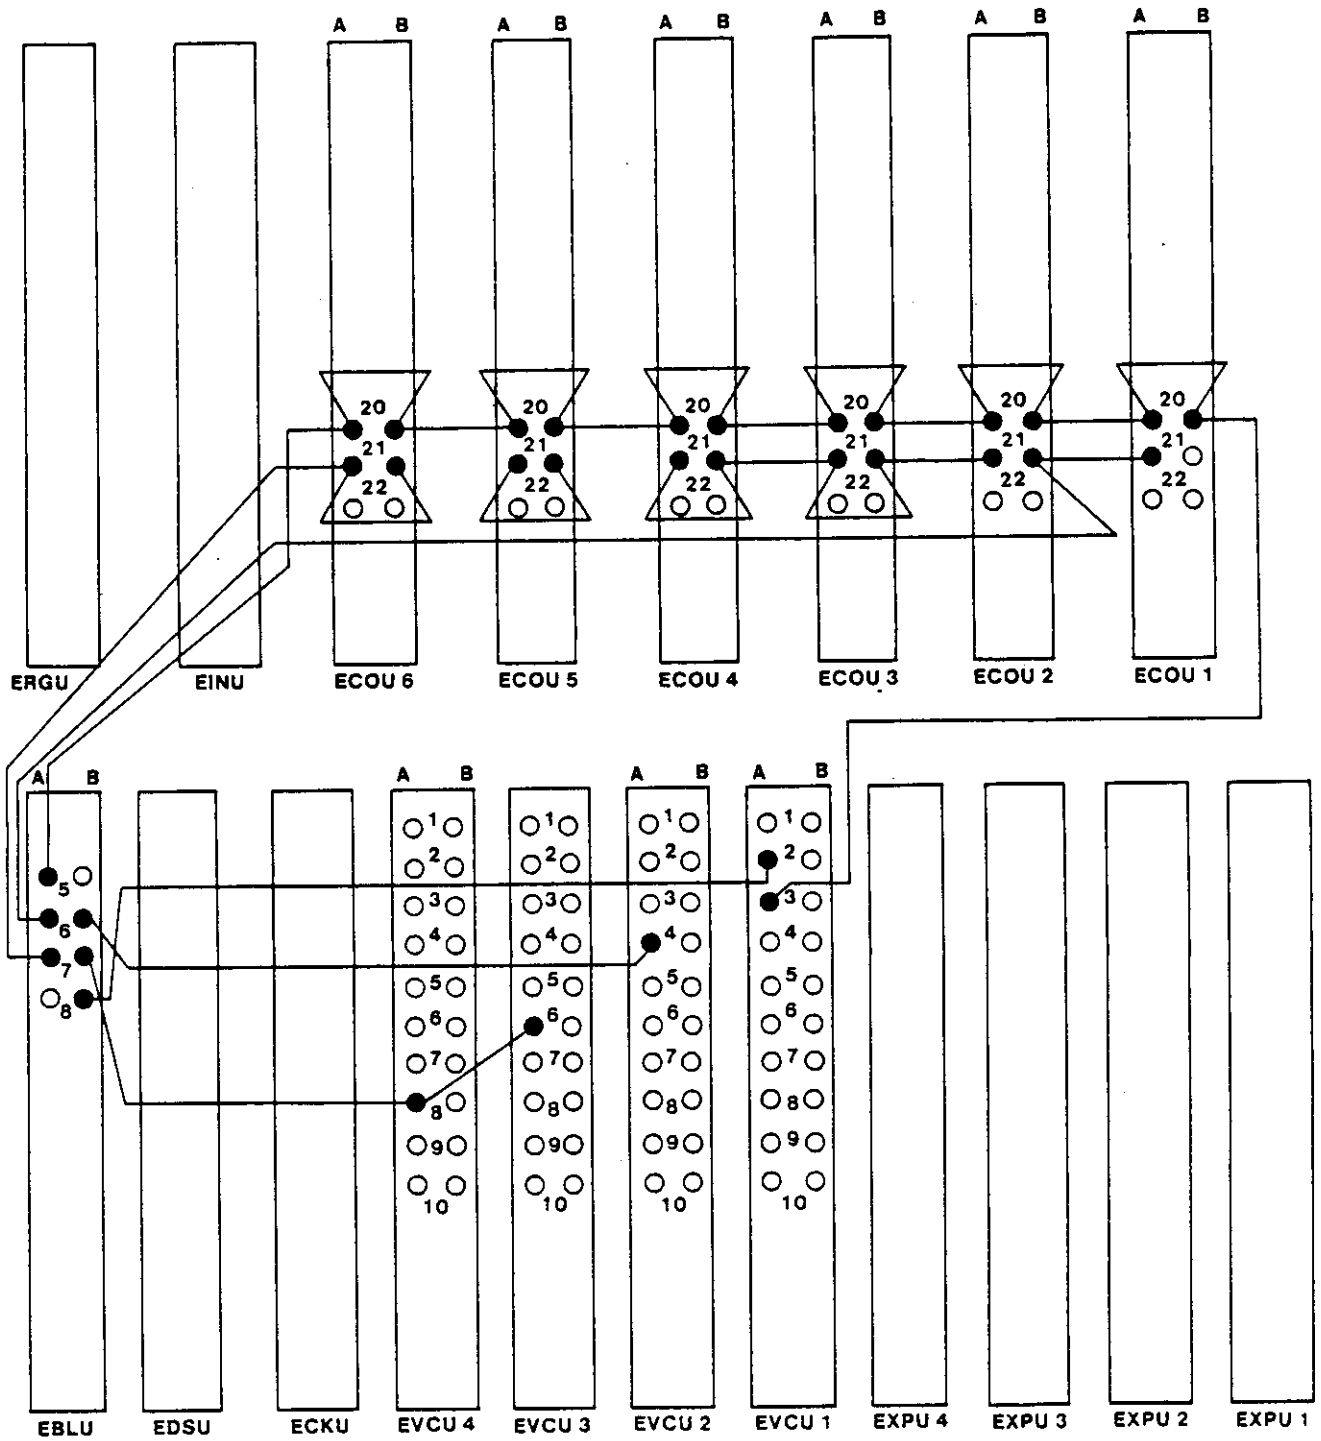 A B A B A B A B A B A B
20 20 20 20 20 20
21 21 21 21 21 21
22 22 22 22 22 22
ERGU EINU ECOU 6 ECOU 5 ECOU 4 ECOU 3 ECOU 2 ECOU 1
A B A B A B A B
1 1 1 1
2 2 2 2
5
3 3 3 3
6
4 4 4 4
7
8
5 5 5 5
6 6 6 6
7 7 7 7
8 8 8 8
9 9 9 9
10 10 10 10
EBLU EDSU ECKU EVCU 4 EVCU 3 EVCU 2 EVCU 1 EXPU 4 EXPU 3 EXPU 2 EXPU 1